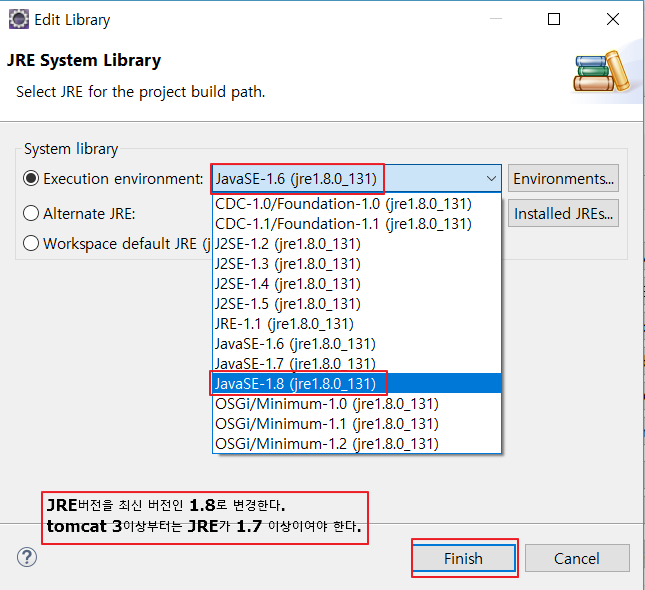 Edit Library
JRE System Library
Select JRE for the project build path.
System library
Execution environment: JavaSE-1.6 (jre1.8.0_131) Environments...
Alternate JRE: Installed JREs...
Workspace default JRE (j
CDC-1.0/Foundation-1.0 (jre1.8.0_131)
CDC-1.1/Foundation-1.1 (jre1.8.0_131)
J2SE-1.2 (jre1.8.0_131)
J2SE-1.3 (jre1.8.0_131)
J2SE-1.4 (jre1.8.0_131)
J2SE-1.5 (jre1.8.0_131)
JRE-1.1 (jre1.8.0_131)
JavaSE-1.6 (jre1.8.0_131)
JavaSE-1.7 (jre1.8.0_131)
JavaSE-1.8 (jre1.8.0_131)
OSGi/Minimum-1.0 (jre1.8.0_131)
OSGi/Minimum-1.1 (jre1.8.0_131)
OSGi/Minimum-1.2 (jre1.8.0_131)
JRE버전을 최신 버전인 1.8로 변경한다.
tomcat 3이상부터는 JRE가 1.7 이상이여야 한다.
Finish Cancel